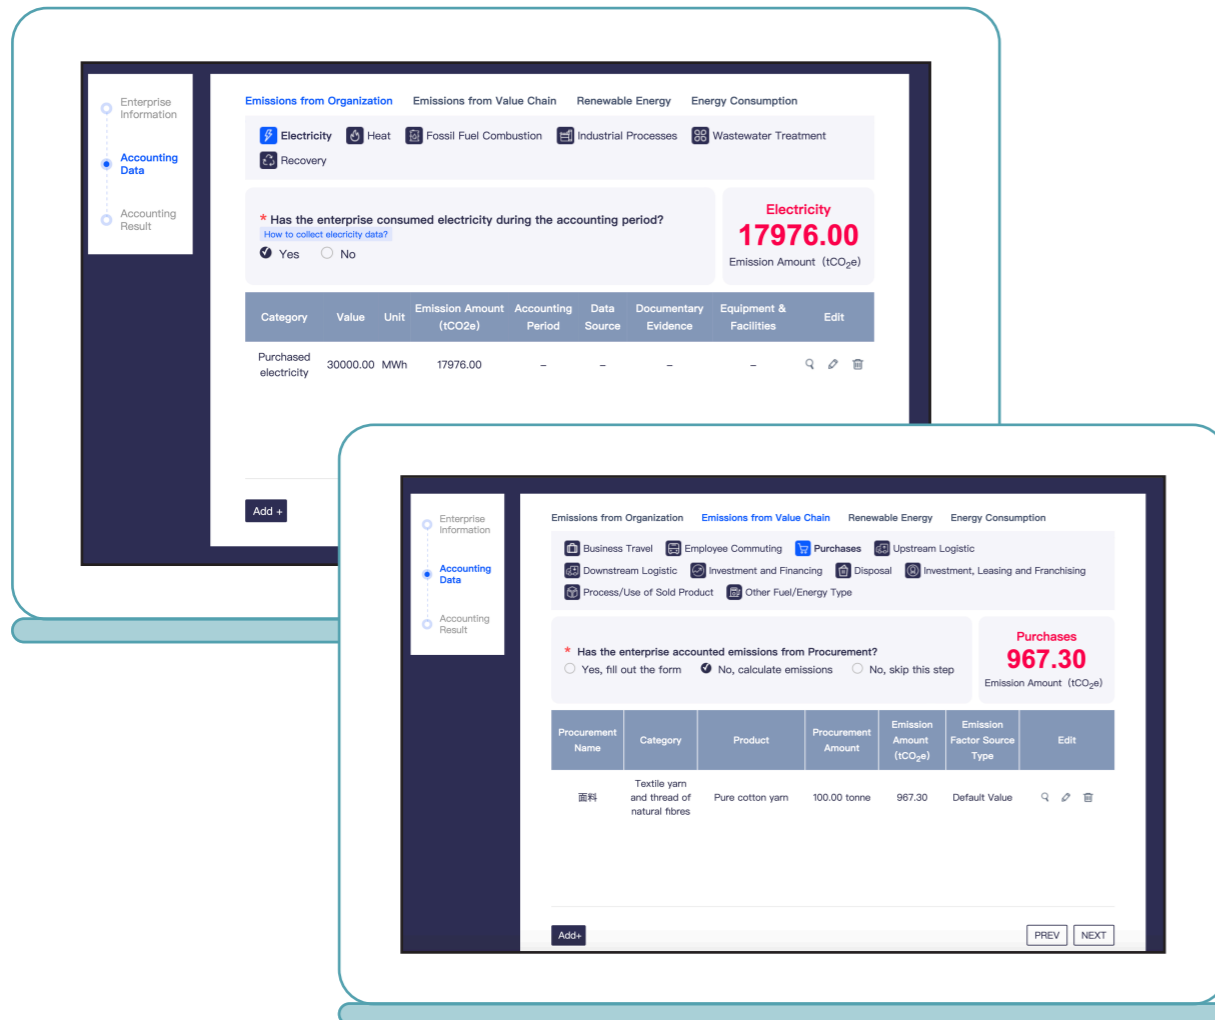 Enterprise
Information
Accounting
Data
Accounting
Result
Emissions from Organization Emissions from Value Chain Renewable Energy Energy Consumption
Electricity Heat Fossil Fuel Combustion Industrial Processes Wastewater Treatment
Recovery
* Has the enterprise consumed electricity during the accounting period?
How to collect elecricity data?
Yes No
Electricity
17976.00
Emission Amount (tCO₂e)
Category Value Unit Emission Amount (tCO2e) Accounting Period Data Source Documentary Evidence Equipment & Facilities Edit
Purchased electricity 30000.00 MWh 17976.00 – – – –
Add +
Enterprise
Information
Accounting
Data
Accounting
Result
Emissions from Organization Emissions from Value Chain Renewable Energy Energy Consumption
Business Travel Employee Commuting Purchases Upstream Logistic
Downstream Logistic Investment and Financing Disposal Investment, Leasing and Franchising
Process/Use of Sold Product Other Fuel/Energy Type
* Has the enterprise accounted emissions from Procurement?
Yes, fill out the form No, calculate emissions No, skip this step
Purchases
967.30
Emission Amount (tCO₂e)
Procurement Name Category Product Procurement Amount Emission Amount (tCO₂e) Emission Factor Source Type Edit
面料 Textile yarn and thread of natural fibres Pure cotton yarn 100.00 tonne 967.30 Default Value
Add+ PREV NEXT